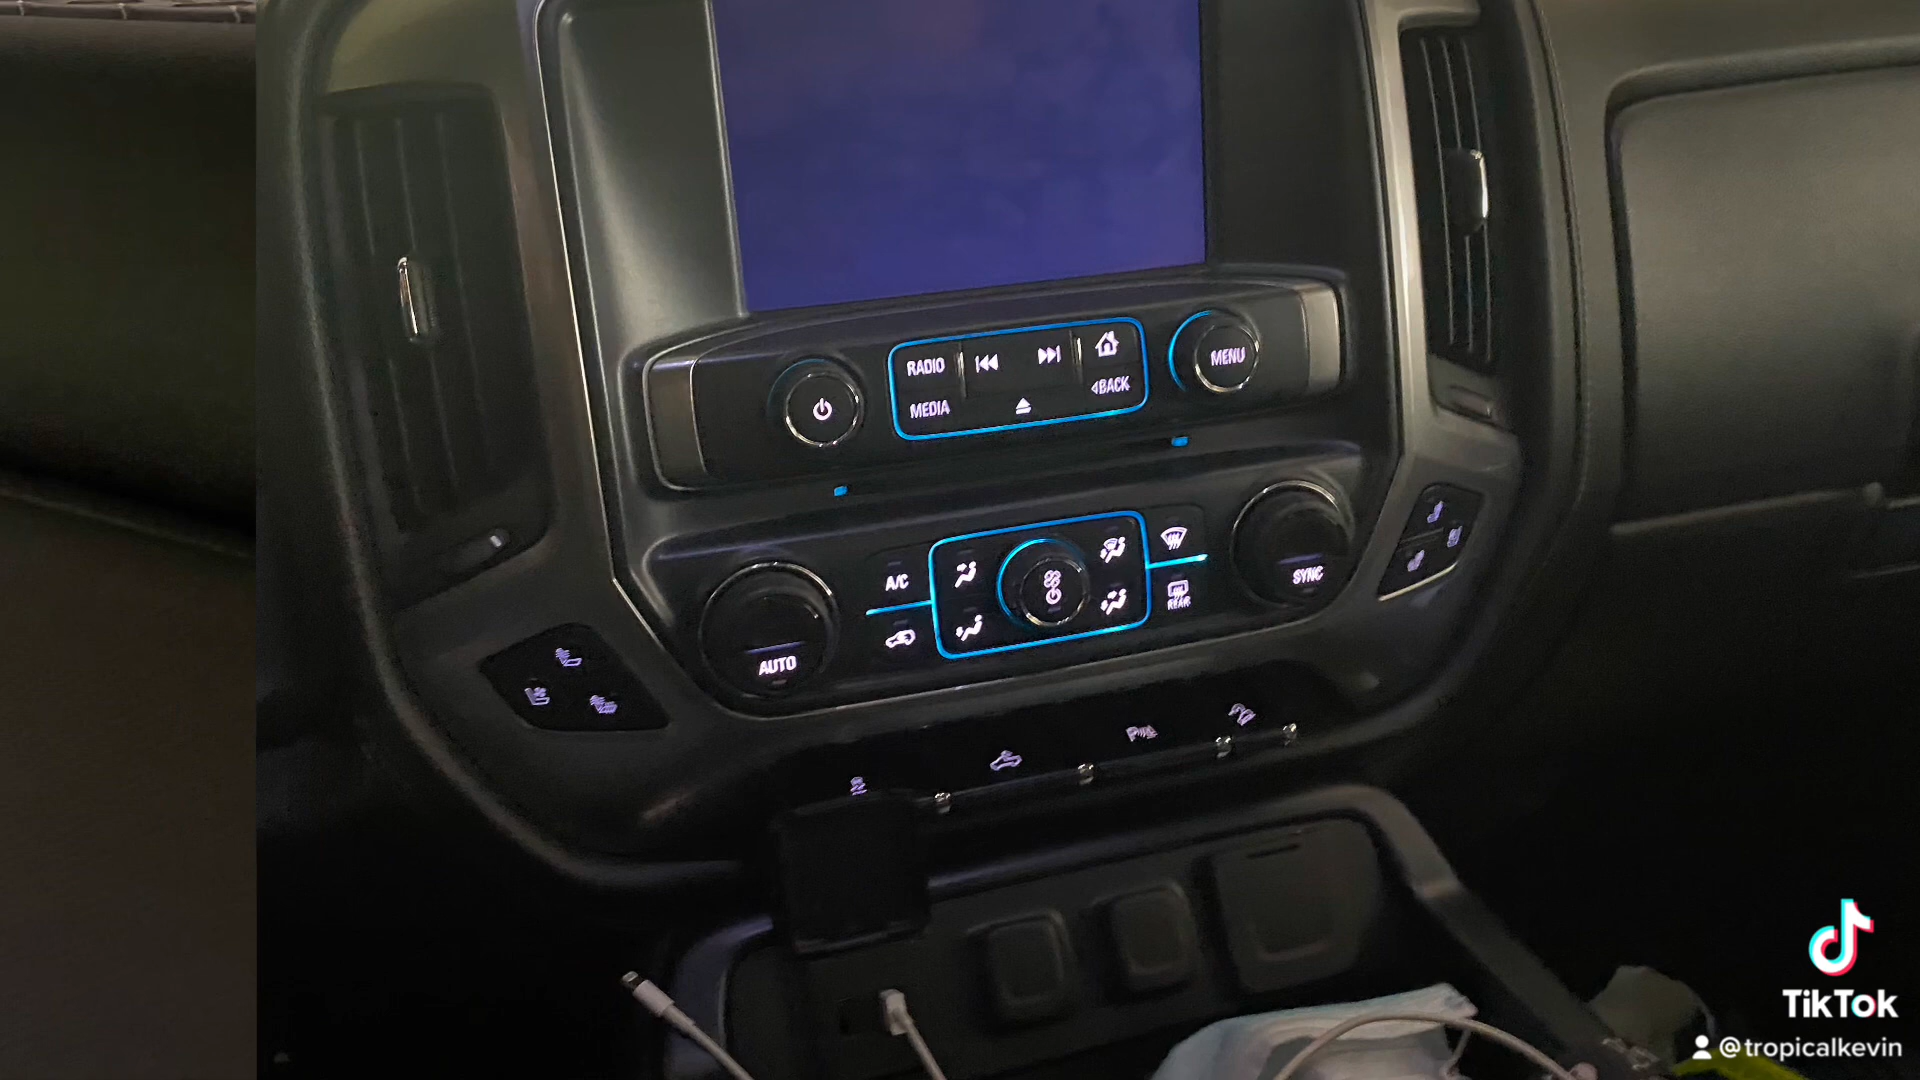 RADIO
MEDIA
BACK
MENU
A/C
AUTO
SYNC
REAR
TikTok
@tropicalkevin